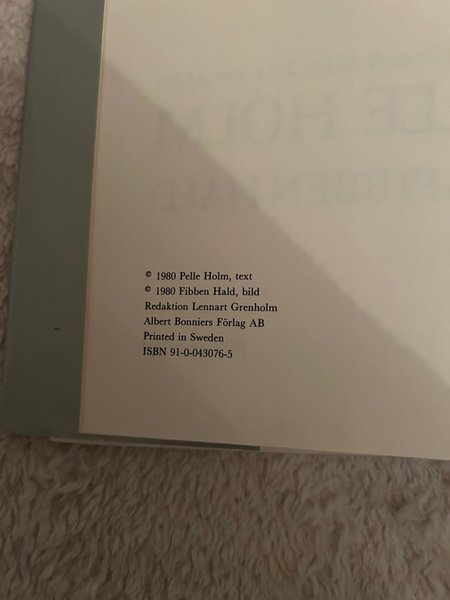 © 1980 Pelle Holm, text
© 1980 Fibben Hald, bild
Redaktion Lennart Grenholm
Albert Bonniers Förlag AB
Printed in Sweden
ISBN 91-0-043076-5